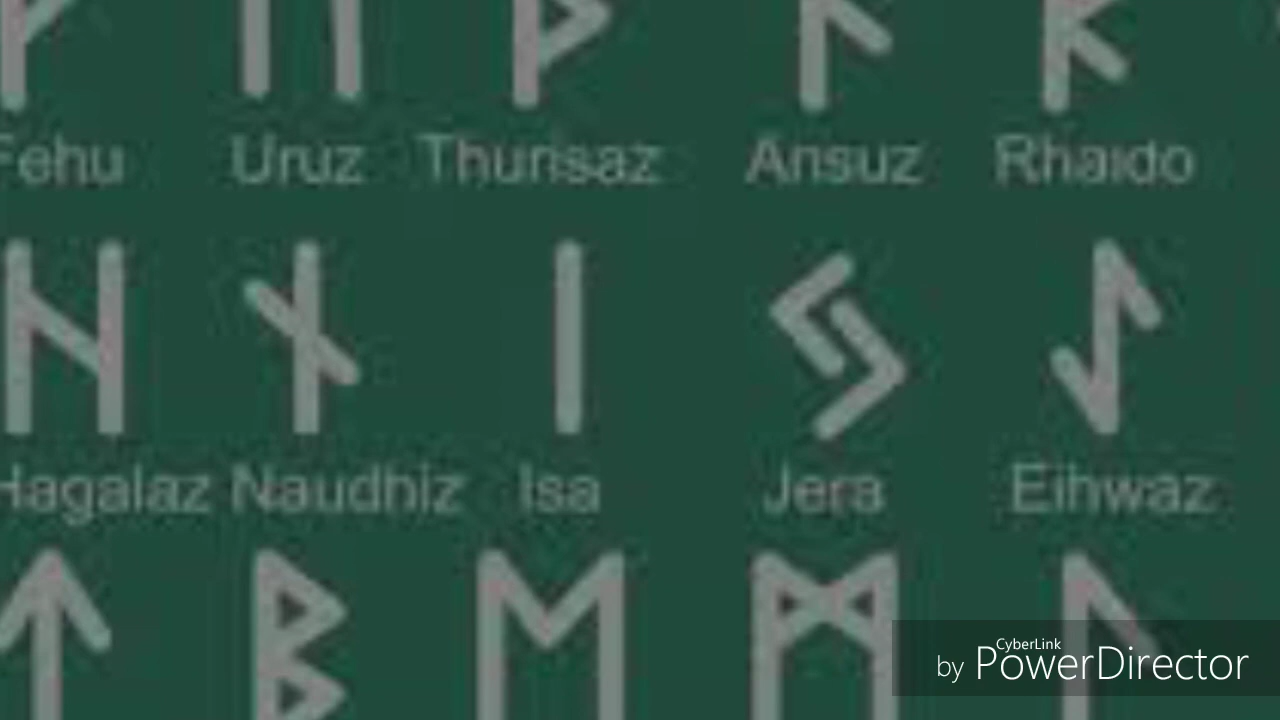 ᚠ ᚢ ᚦ ᚨ ᚱ
Fehu Uruz Thurisaz Ansuz Rhaido
ᚺ ᚾ ᛁ ᛃ ᛇ
Hagalaz Naudhiz Isa Jera Eihwaz
ᛏ ᛒ ᛖ ᛗ ᛚ
by CyberLink PowerDirector